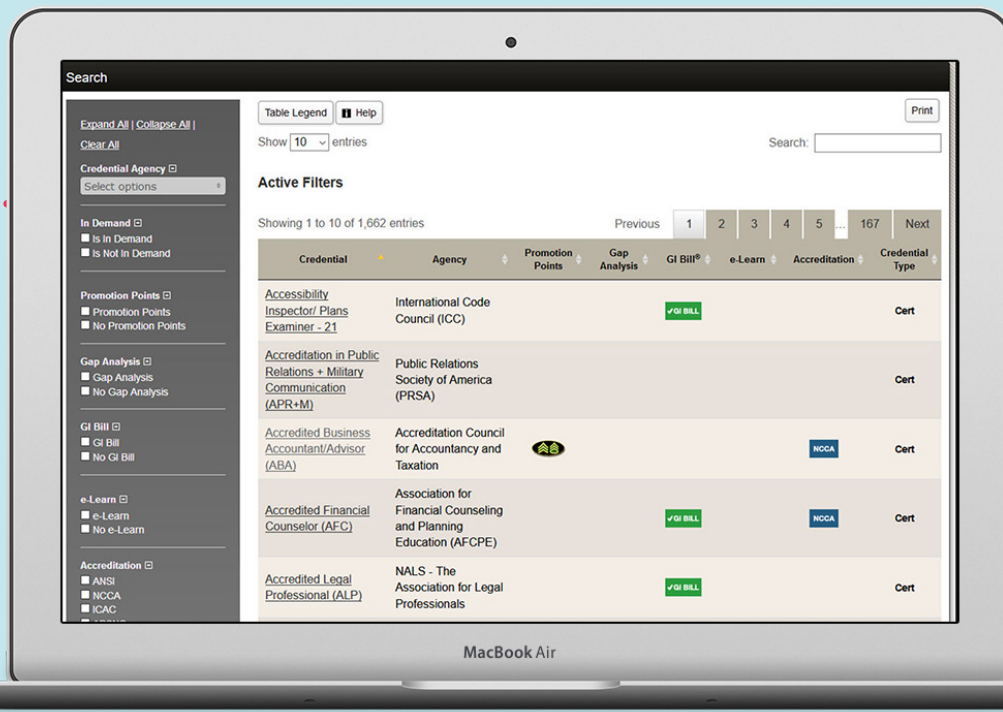 Search
Expand All | Collapse All |
Clear All
Credential Agency
Select options
In Demand
Is In Demand
Is Not In Demand
Promotion Points
Promotion Points
No Promotion Points
Gap Analysis
Gap Analysis
No Gap Analysis
GI Bill
GI Bill
No GI Bill
e-Learn
e-Learn
No e-Learn
Accreditation
ANSI
NCCA
ICAC
Table Legend
Help
Print
Show 10 entries
Search:
Active Filters
Showing 1 to 10 of 1,662 entries
Previous 1 2 3 4 5 ... 167 Next
Credential
Agency
Promotion
Points
Gap
Analysis
GI Bill®
e-Learn
Accreditation
Credential
Type
Accessibility
Inspector/ Plans
Examiner - 21
International Code
Council (ICC)
✓GI BILL
Cert
Accreditation in Public
Relations + Military
Communication
(APR+M)
Public Relations
Society of America
(PRSA)
Cert
Accredited Business
Accountant/Advisor
(ABA)
Accreditation Council
for Accountancy and
Taxation
NCCA
Cert
Accredited Financial
Counselor (AFC)
Association for
Financial Counseling
and Planning
Education (AFCPE)
✓GI BILL
NCCA
Cert
Accredited Legal
Professional (ALP)
NALS - The
Association for Legal
Professionals
✓GI BILL
Cert
MacBook Air